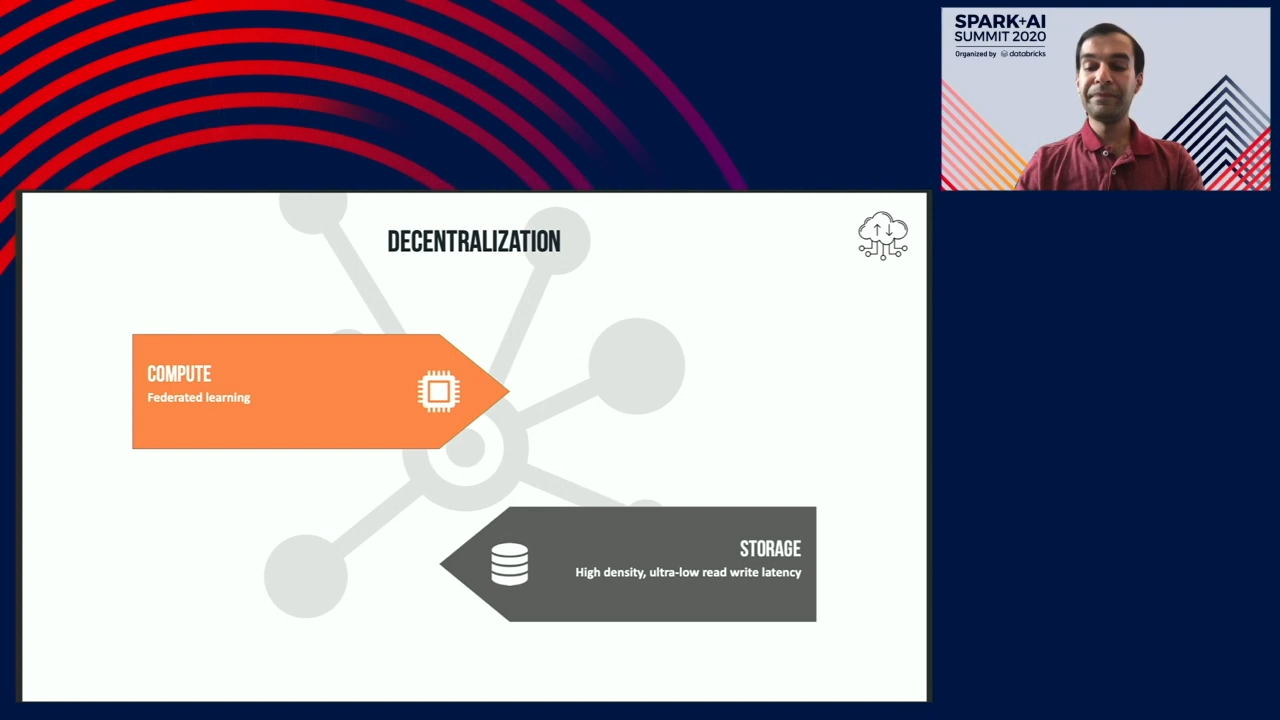 SPARK+AI
SUMMIT 2020
Organized by databricks
DECENTRALIZATION
COMPUTE
Federated learning
STORAGE
High density, ultra-low read write latency